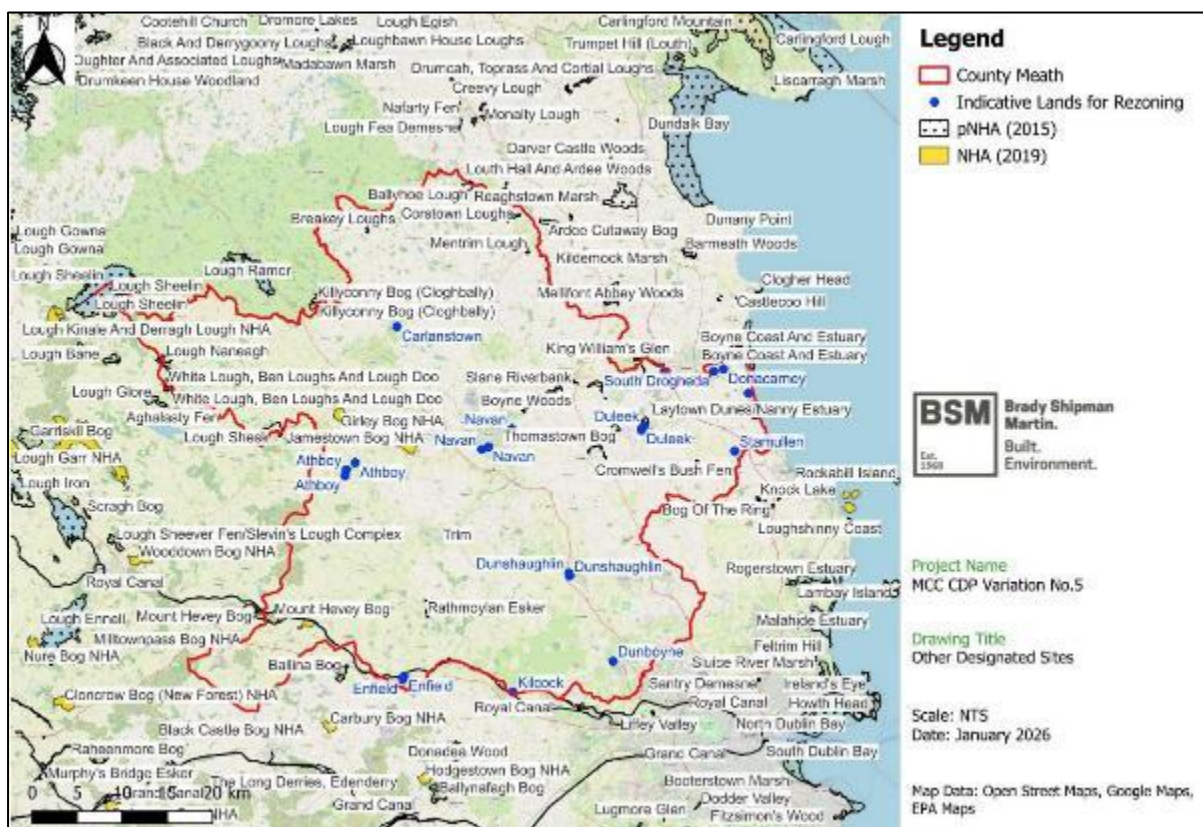 Cootehill Church
Dromore Lakes
Lough Egish
Carlingford Mountain
Black And Derrygoony Loughs
Loughbawn House Loughs
Trumpet Hill (Louth)
Carlingford Lough
Oughter And Associated Loughs
Madabawn Marsh
Drumcah, Toprass And Cortial Loughs
Drumkeen House Woodland
Creevy Lough
Liscarragh Marsh
Nafarty Fen
Monalty Lough
Lough Fea Demesne
Dundalk Bay
Darver Castle Woods
Louth Hall And Ardee Woods
Ballyhoe Lough
Reaghstown Marsh
Breakey Loughs
Corstown Loughs
Dunany Point
Lough Gowna
Ardee Cutaway Bog
Lough Gowna
Mentrim Lough
Barmeath Woods
Kildemock Marsh
Lough Sheelin
Lough Ramor
Clogher Head
Lough Sheelin
Lough Sheelin
Killyconny Bog (Cloghbally)
Mellifont Abbey Woods
Castlecoo Hill
Killyconny Bog (Cloghbally)
Lough Kinale And Derragh Lough NHA
Carlanstown
Boyne Coast And Estuary
Lough Bane
Lough Naneagh
King William's Glen
Boyne Coast And Estuary
White Lough, Ben Loughs And Lough Doo
Slane Riverbank
South Drogheda
Donacarney
Lough Glore
White Lough, Ben Loughs And Lough Doo
Boyne Woods
Laytown Dunes/Nanny Estuary
Aghalasty Fen
Girley Bog NHA
Navan
Duleek
Garriskil Bog
Lough Shesk
Jamestown Bog NHA
Navan
Navan
Thomastown Bog
Duleek
Stamullen
Lough Garr NHA
Athboy
Athboy
Cromwell's Bush Fen
Rockabill Island
Lough Iron
Athboy
Knock Lake
Scragh Bog
Bog Of The Ring
Loughshinny Coast
Lough Sheever Fen/Slevin's Lough Complex
Trim
Wooddown Bog NHA
Dunshaughlin
Dunshaughlin
Rogerstown Estuary
Royal Canal
Lambay Island
Lough Ennell
Mount Hevey Bog
Mount Hevey Bog
Rathmoylan Esker
Malahide Estuary
Milltownpass Bog NHA
Feltrim Hill
Nure Bog NHA
Ballina Bog
Dunboyne
Sluice River Marsh
Enfield
Enfield
Kilcock
Santry Demesne
Ireland's Eye
Cloncrow Bog (New Forest) NHA
Royal Canal
Royal Canal
Howth Head
Black Castle Bog NHA
Carbury Bog NHA
Liffey Valley
North Dublin Bay
Raheenmore Bog
Donadea Wood
Grand Canal
South Dublin Bay
Murphy's Bridge Esker
The Long Derries, Edenderry
Hodgestown Bog NHA
Booterstown Marsh
Ballynafagh Bog
Dodder Valley
Grand Canal
Grand Canal
Lugmore Glen
Fitzsimon's Wood
NHA
0 5 10 15 20 km
Legend
County Meath
Indicative Lands for Rezoning
pNHA (2015)
NHA (2019)
BSM
Est.
1968
Brady Shipman
Martin.
Built.
Environment.
Project Name
MCC CDP Variation No.5
Drawing Title
Other Designated Sites
Scale: NTS
Date: January 2026
Map Data: Open Street Maps, Google Maps,
EPA Maps